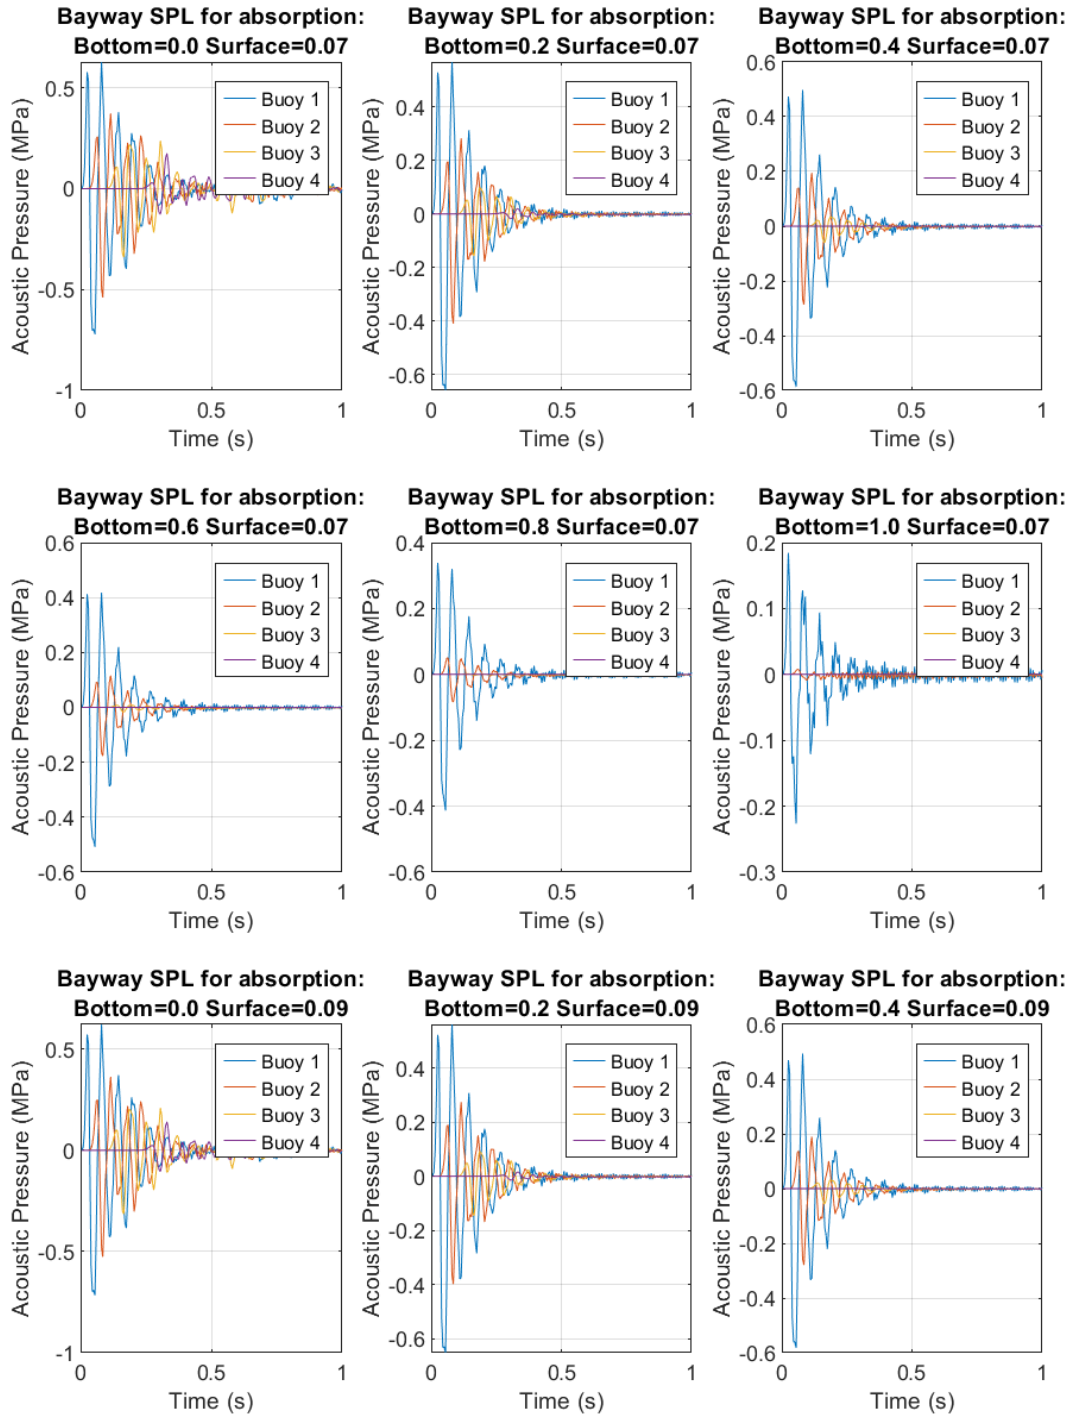 Bayway SPL for absorption:
Bottom=0.0 Surface=0.07
Acoustic Pressure (MPa)
0.5
0
-0.5
-1
0
0.5
1
Time (s)
Buoy 1
Buoy 2
Buoy 3
Buoy 4
Bayway SPL for absorption:
Bottom=0.2 Surface=0.07
Acoustic Pressure (MPa)
0.4
0.2
0
-0.2
-0.4
-0.6
0
0.5
1
Time (s)
Buoy 1
Buoy 2
Buoy 3
Buoy 4
Bayway SPL for absorption:
Bottom=0.4 Surface=0.07
Acoustic Pressure (MPa)
0.6
0.4
0.2
0
-0.2
-0.4
-0.6
0
0.5
1
Time (s)
Buoy 1
Buoy 2
Buoy 3
Buoy 4
Bayway SPL for absorption:
Bottom=0.6 Surface=0.07
Acoustic Pressure (MPa)
0.6
0.4
0.2
0
-0.2
-0.4
-0.6
0
0.5
1
Time (s)
Buoy 1
Buoy 2
Buoy 3
Buoy 4
Bayway SPL for absorption:
Bottom=0.8 Surface=0.07
Acoustic Pressure (MPa)
0.4
0.2
0
-0.2
-0.4
-0.6
0
0.5
1
Time (s)
Buoy 1
Buoy 2
Buoy 3
Buoy 4
Bayway SPL for absorption:
Bottom=1.0 Surface=0.07
Acoustic Pressure (MPa)
0.2
0.1
0
-0.1
-0.2
-0.3
0
0.5
1
Time (s)
Buoy 1
Buoy 2
Buoy 3
Buoy 4
Bayway SPL for absorption:
Bottom=0.0 Surface=0.09
Acoustic Pressure (MPa)
0.5
0
-0.5
-1
0
0.5
1
Time (s)
Buoy 1
Buoy 2
Buoy 3
Buoy 4
Bayway SPL for absorption:
Bottom=0.2 Surface=0.09
Acoustic Pressure (MPa)
0.4
0.2
0
-0.2
-0.4
-0.6
0
0.5
1
Time (s)
Buoy 1
Buoy 2
Buoy 3
Buoy 4
Bayway SPL for absorption:
Bottom=0.4 Surface=0.09
Acoustic Pressure (MPa)
0.6
0.4
0.2
0
-0.2
-0.4
-0.6
0
0.5
1
Time (s)
Buoy 1
Buoy 2
Buoy 3
Buoy 4